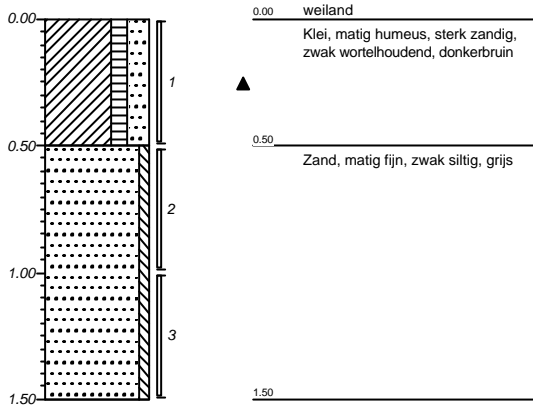 0.00
0.50
1.00
1.50
1
2
3
0.00 weiland
Klei, matig humeus, sterk zandig,
zwak wortelhoudend, donkerbruin
0.50
Zand, matig fijn, zwak siltig, grijs
1.50